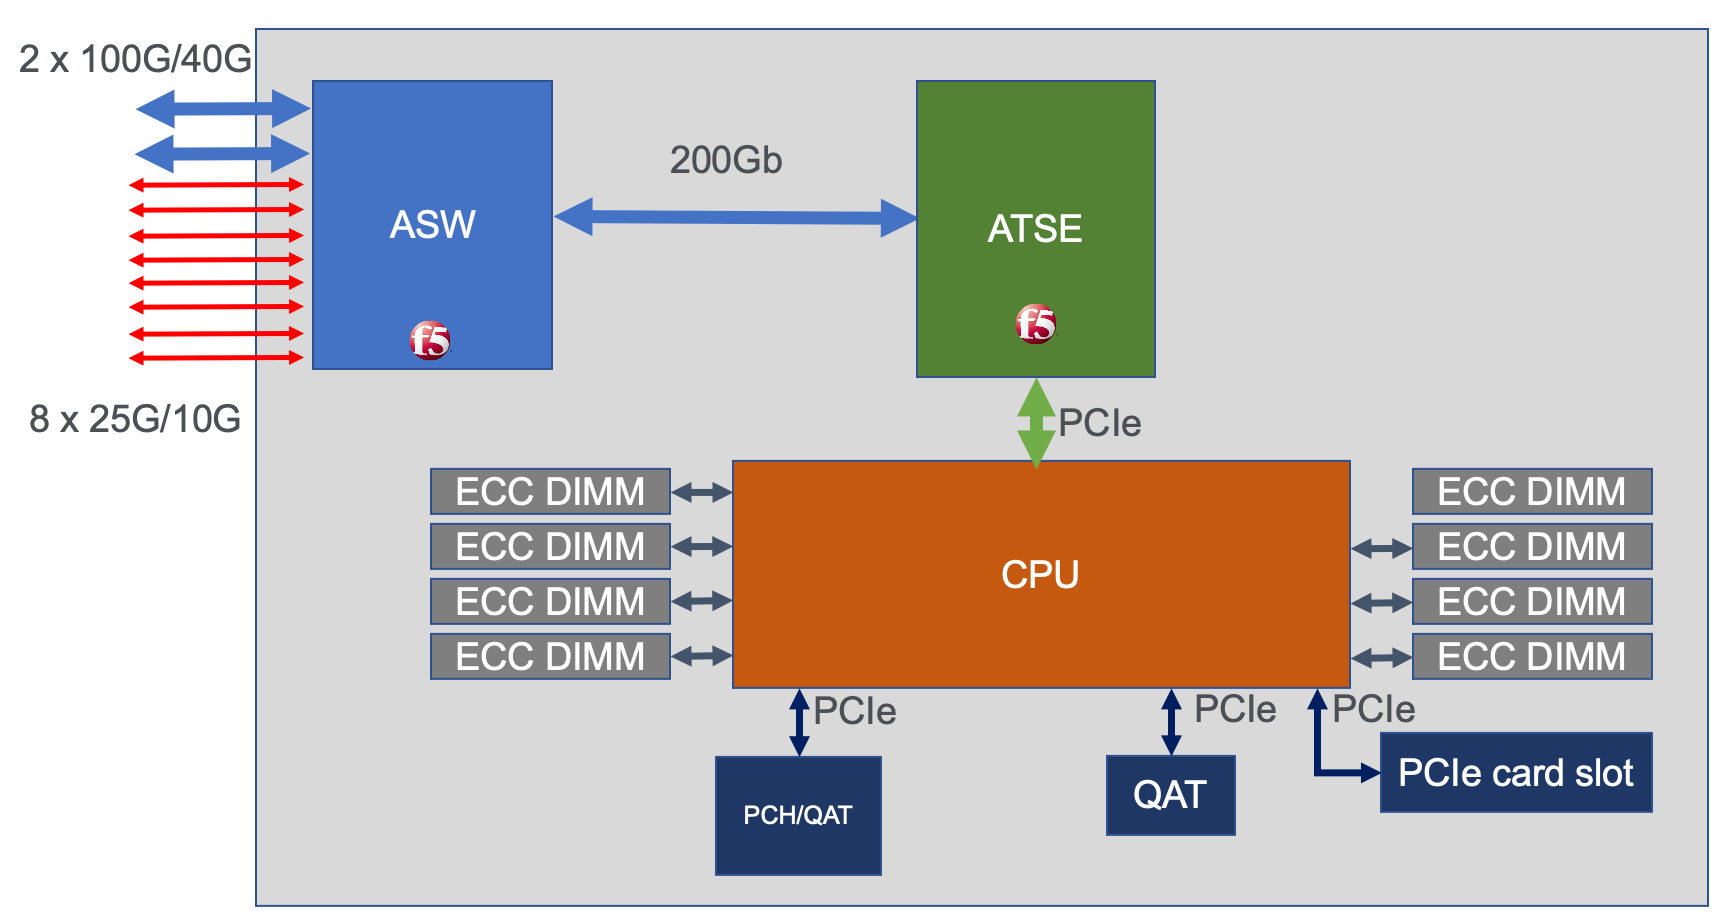 2 x 100G/40G
200Gb
ASW
ATSE
f5
f5
8 x 25G/10G
PCIe
ECC DIMM
ECC DIMM
ECC DIMM
ECC DIMM
CPU
ECC DIMM
ECC DIMM
ECC DIMM
ECC DIMM
PCIe
PCIe
PCIe
PCH/QAT
QAT
PCIe card slot